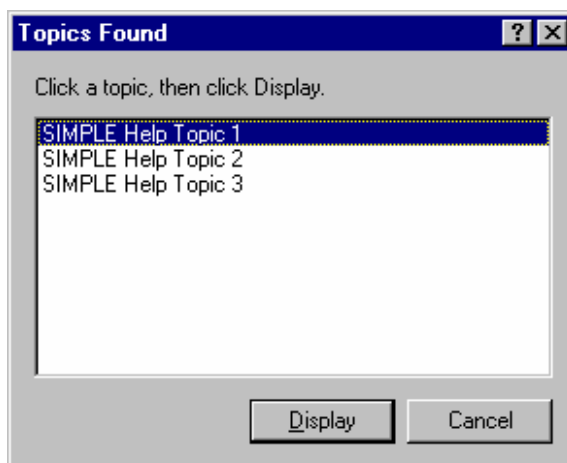 Topics Found
Click a topic, then click Display.
SIMPLE Help Topic 1
SIMPLE Help Topic 2
SIMPLE Help Topic 3
Display Cancel